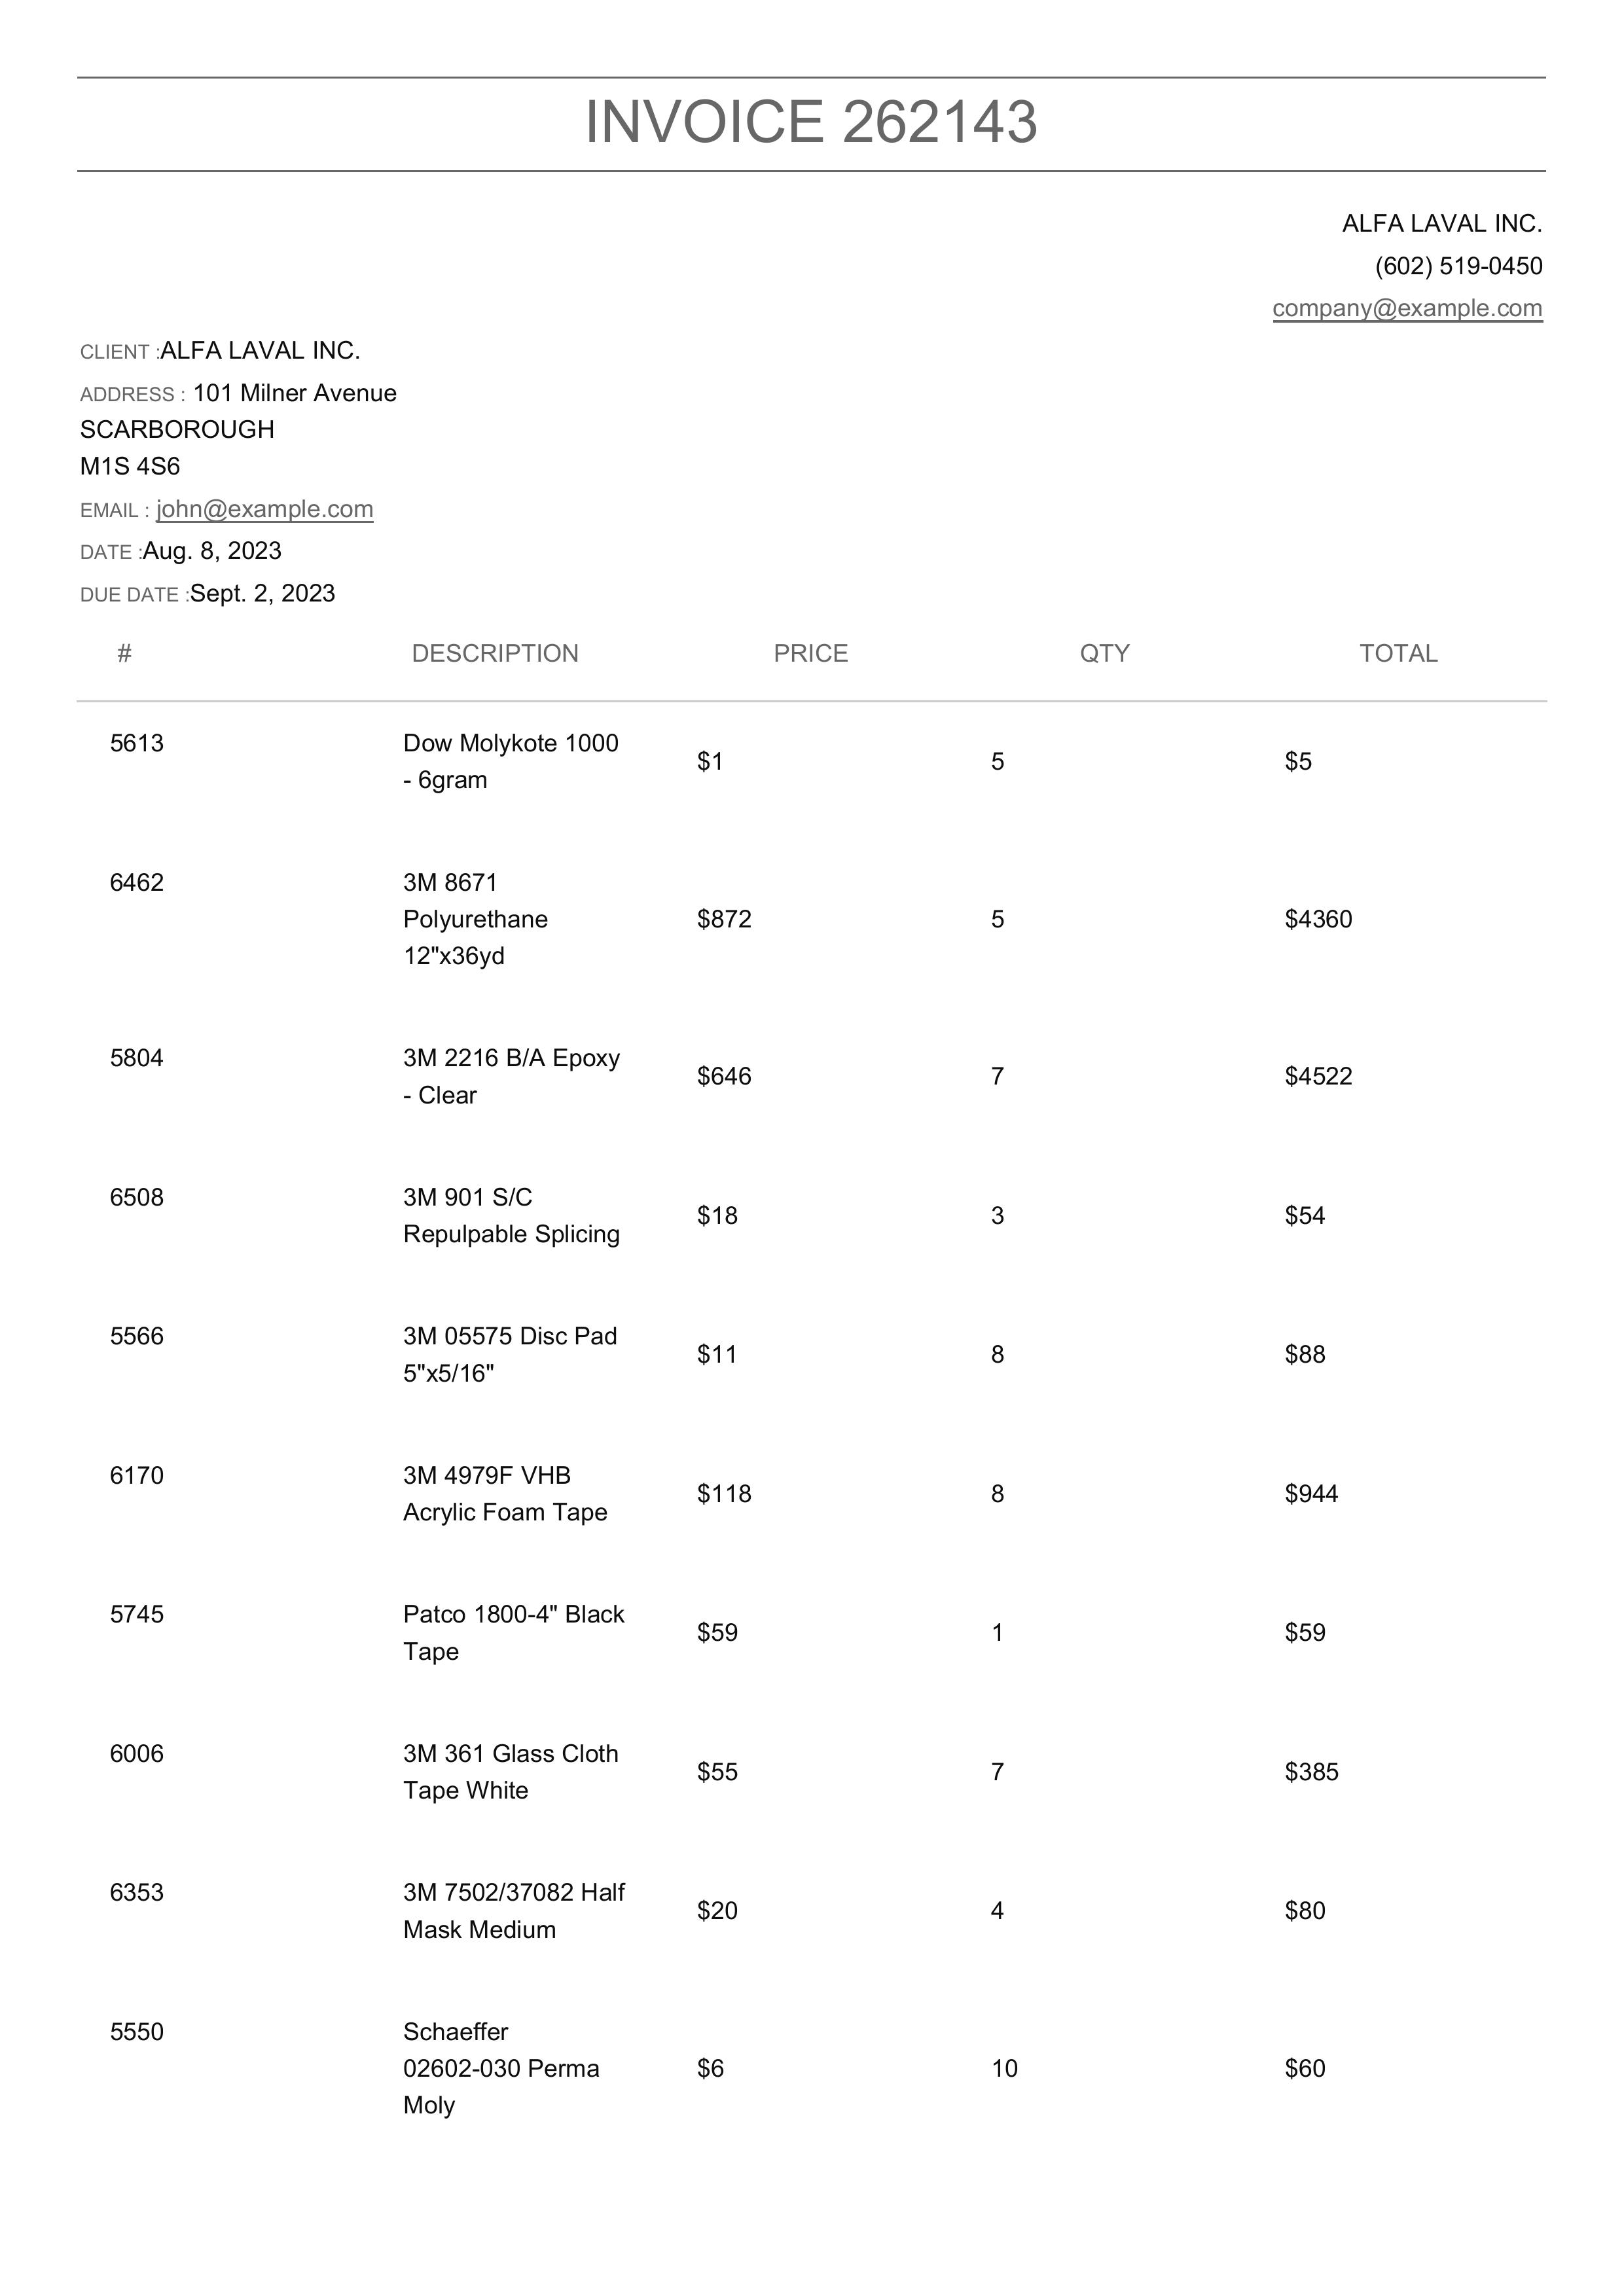 INVOICE 262143
ALFA LAVAL INC.
(602) 519-0450
company@example.com
CLIENT :ALFA LAVAL INC.
ADDRESS : 101 Milner Avenue
SCARBOROUGH
M1S 4S6
EMAIL : john@example.com
DATE :Aug. 8, 2023
DUE DATE :Sept. 2, 2023
# DESCRIPTION PRICE QTY TOTAL
5613 Dow Molykote 1000
- 6gram $1 5 $5
6462 3M 8671
Polyurethane $872 5 $4360
12"x36yd
5804 3M 2216 B/A Epoxy
- Clear $646 7 $4522
6508 3M 901 S/C
Repulpable Splicing $18 3 $54
5566 3M 05575 Disc Pad
5"x5/16" $11 8 $88
6170 3M 4979F VHB
Acrylic Foam Tape $118 8 $944
5745 Patco 1800-4" Black
Tape $59 1 $59
6006 3M 361 Glass Cloth
Tape White $55 7 $385
6353 3M 7502/37082 Half
Mask Medium $20 4 $80
5550 Schaeffer
02602-030 Perma $6 10 $60
Moly